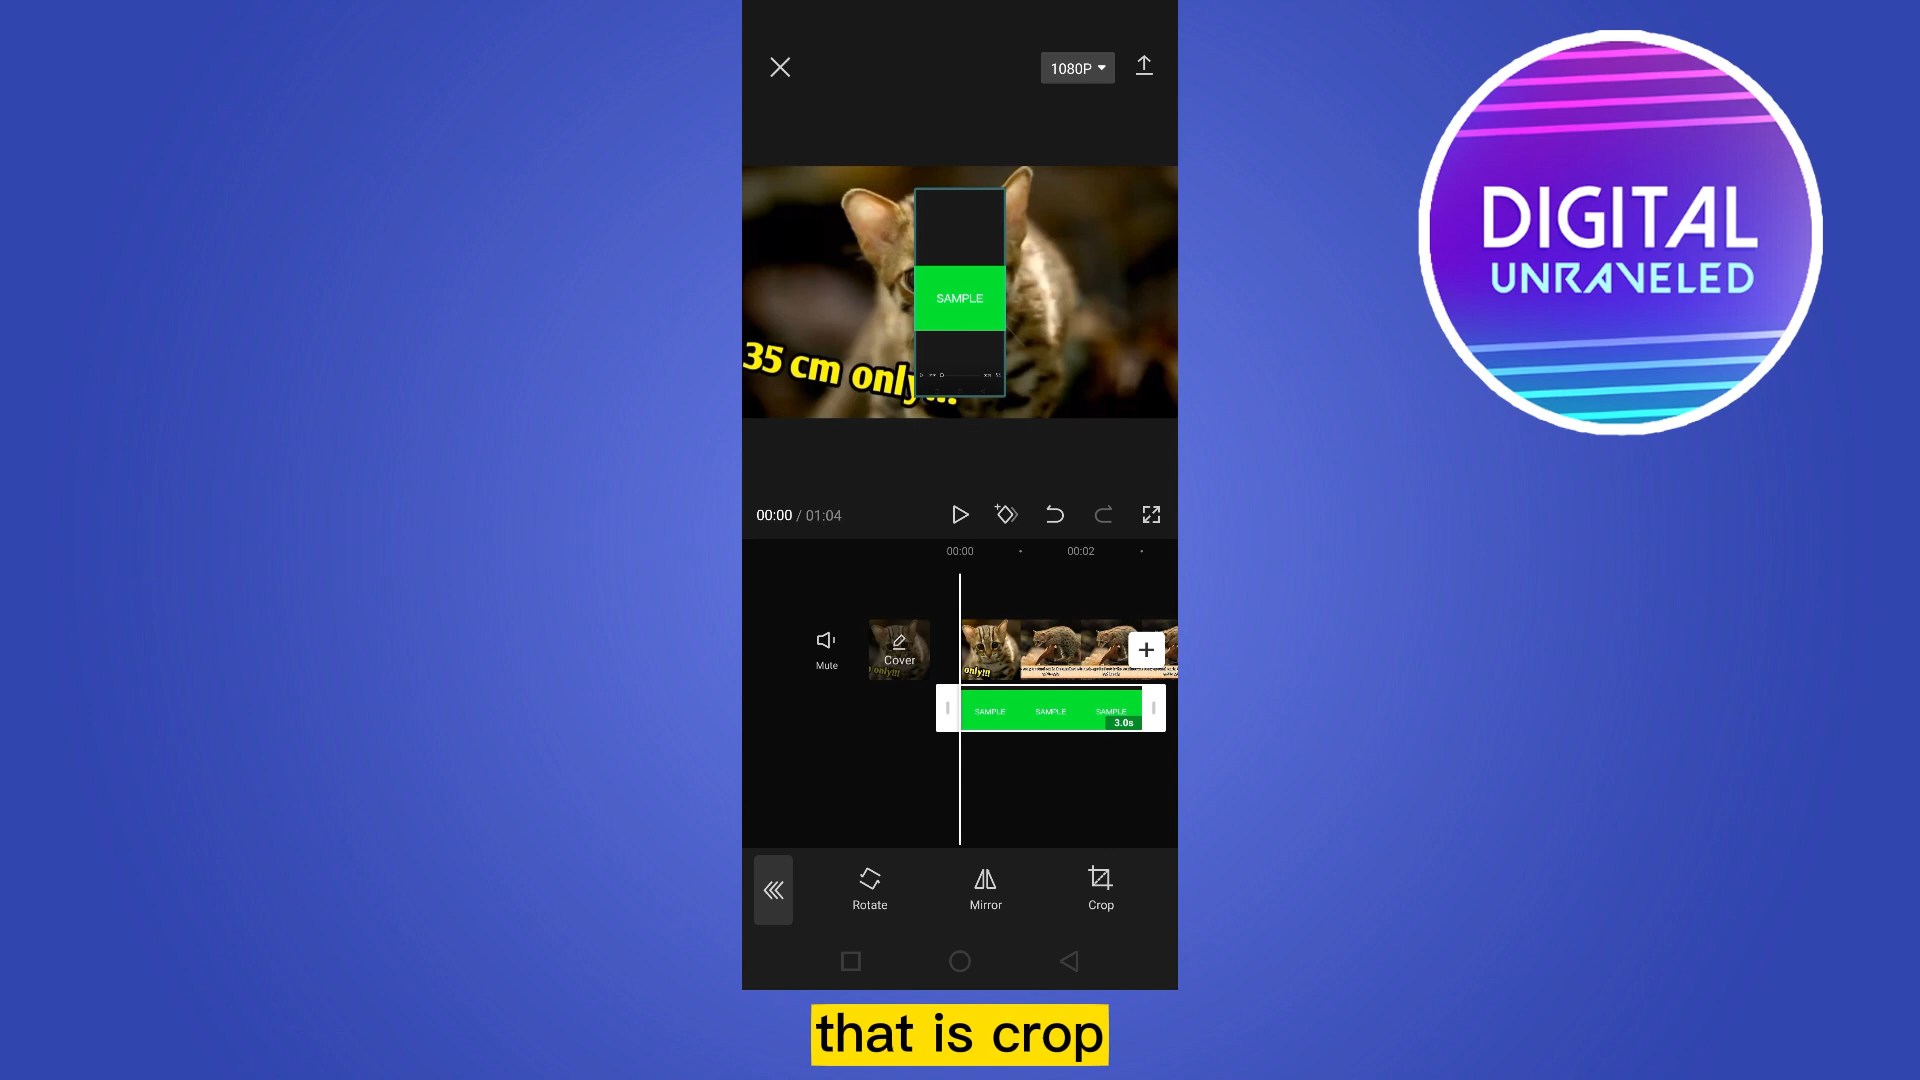 1080P
DIGITAL
UNRAVELED
SAMPLE
35 cm only!!!
00:00 / 01:04
00:00
00:02
Mute
Cover
only!!!
only!!!
SAMPLE SAMPLE SAMPLE
3.0s
Rotate
Mirror
Crop
that is crop